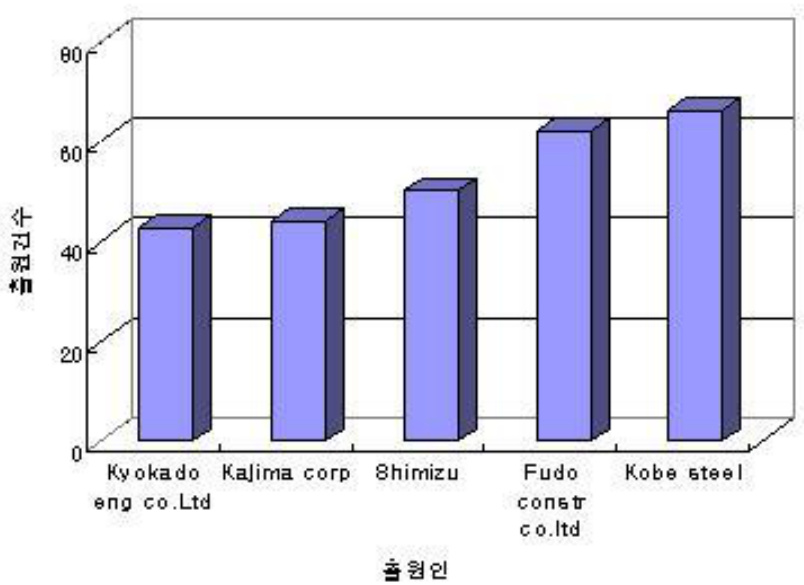 80
60
40
20
0
출원건수
Kyokado
eng co.Ltd
Kajima corp
Shimizu
Fudo
constr
co.ltd
Kobe steel
출원인